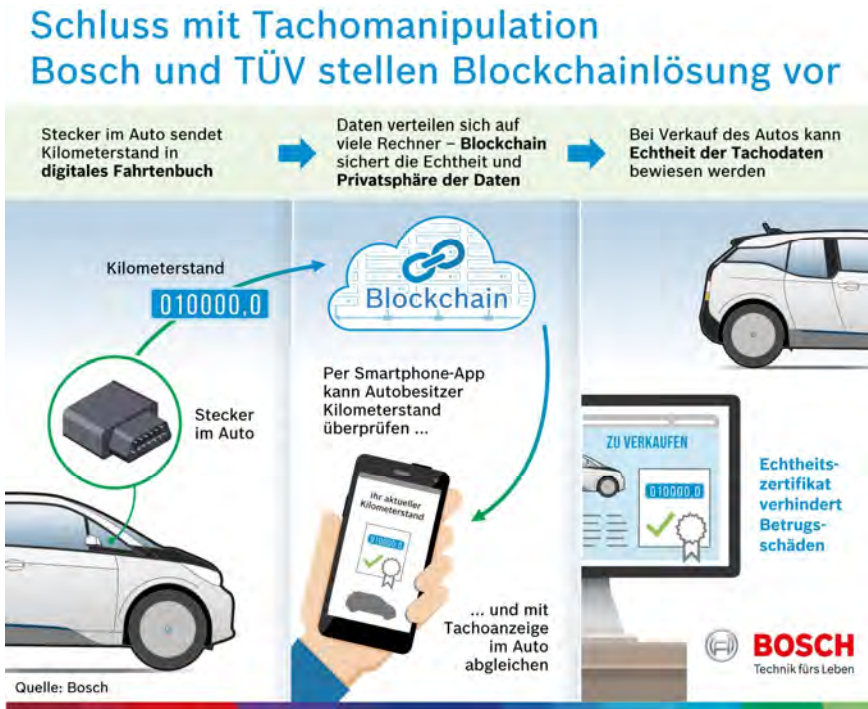 Schluss mit Tachomanipulation
Bosch und TÜV stellen Blockchainlösung vor
Stecker im Auto sendet
Kilometerstand in
digitales Fahrtenbuch
Daten verteilen sich auf
viele Rechner – Blockchain
sichert die Echtheit und
Privatsphäre der Daten
Bei Verkauf des Autos kann
Echtheit der Tachodaten
bewiesen werden
Kilometerstand
010000,0
Stecker
im Auto
Blockchain
Per Smartphone-App
kann Autobesitzer
Kilometerstand
überprüfen ...
Ihr aktueller
Kilometerstand
010000,0
... und mit
Tachoanzeige
im Auto
abgleichen
ZU VERKAUFEN
010000,0
Echtheits-
zertifikat
verhindert
Betrugs-
schäden
BOSCH
Technik fürs Leben
Quelle: Bosch